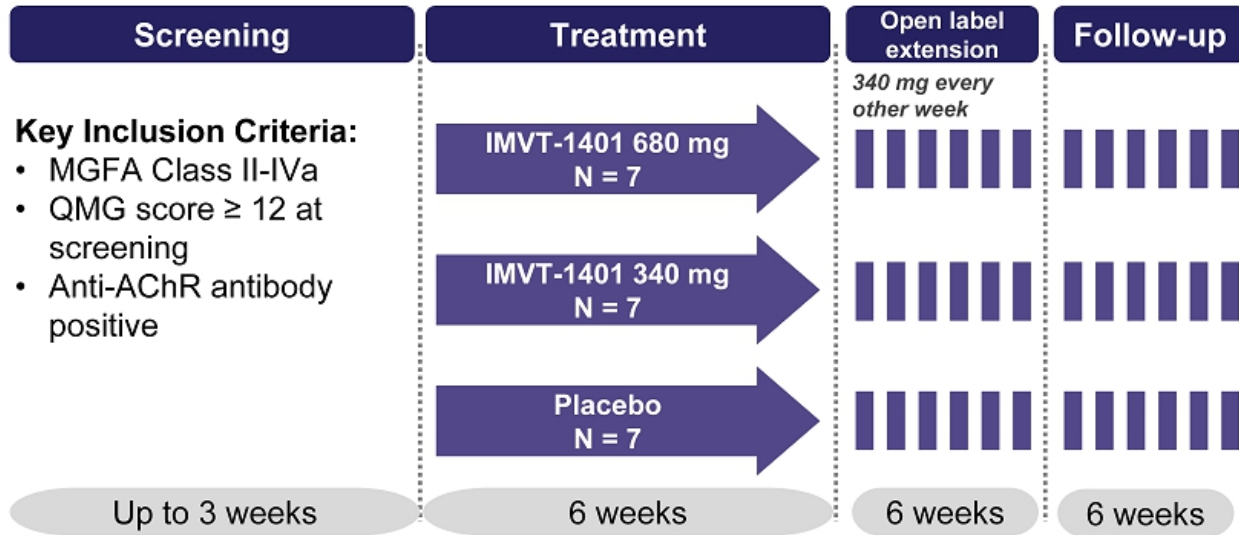 Screening
Treatment
Open label
extension
Follow-up
340 mg every
other week
Key Inclusion Criteria:
• MGFA Class II-IVa
• QMG score ≥ 12 at
screening
• Anti-AChR antibody
positive
IMVT-1401 680 mg
N = 7
IMVT-1401 340 mg
N = 7
Placebo
N = 7
Up to 3 weeks
6 weeks
6 weeks
6 weeks